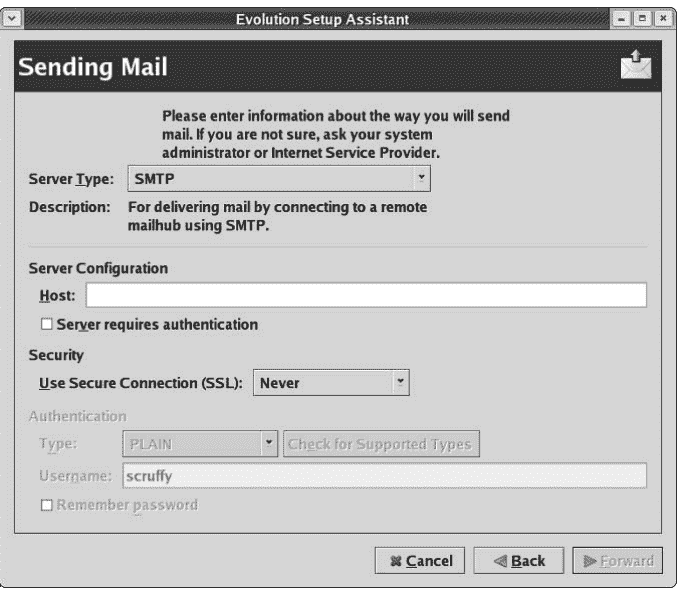 Evolution Setup Assistant
Sending Mail
Please enter information about the way you will send
mail. If you are not sure, ask your system
administrator or Internet Service Provider.
Server Type: SMTP
Description: For delivering mail by connecting to a remote
mailhub using SMTP.
Server Configuration
Host:
Server requires authentication
Security
Use Secure Connection (SSL): Never
Authentication
Type: PLAIN Check for Supported Types
Username: scruffy
Remember password
Cancel Back Forward